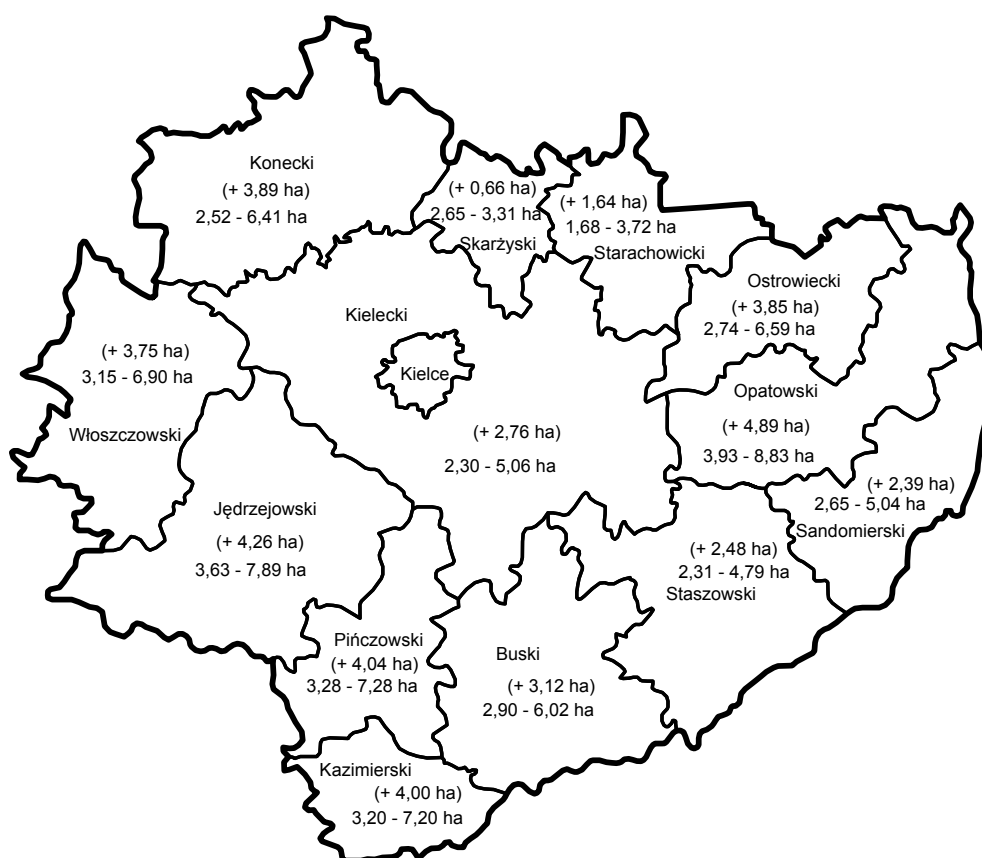 Konecki
(+ 3,89 ha)
2,52 - 6,41 ha
(+ 0,66 ha)
2,65 - 3,31 ha
Skarżyski
(+ 1,64 ha)
1,68 - 3,72 ha
Starachowicki
Ostrowiecki
(+ 3,85 ha)
2,74 - 6,59 ha
Kielecki
Kielce
(+ 2,76 ha)
2,30 - 5,06 ha
(+ 3,75 ha)
3,15 - 6,90 ha
Włoszczowski
Opatowski
(+ 4,89 ha)
3,93 - 8,83 ha
(+ 2,39 ha)
2,65 - 5,04 ha
Sandomierski
Jędrzejowski
(+ 4,26 ha)
3,63 - 7,89 ha
(+ 2,48 ha)
2,31 - 4,79 ha
Staszowski
Pińczowski
(+ 4,04 ha)
3,28 - 7,28 ha
Buski
(+ 3,12 ha)
2,90 - 6,02 ha
Kazimierski
(+ 4,00 ha)
3,20 - 7,20 ha